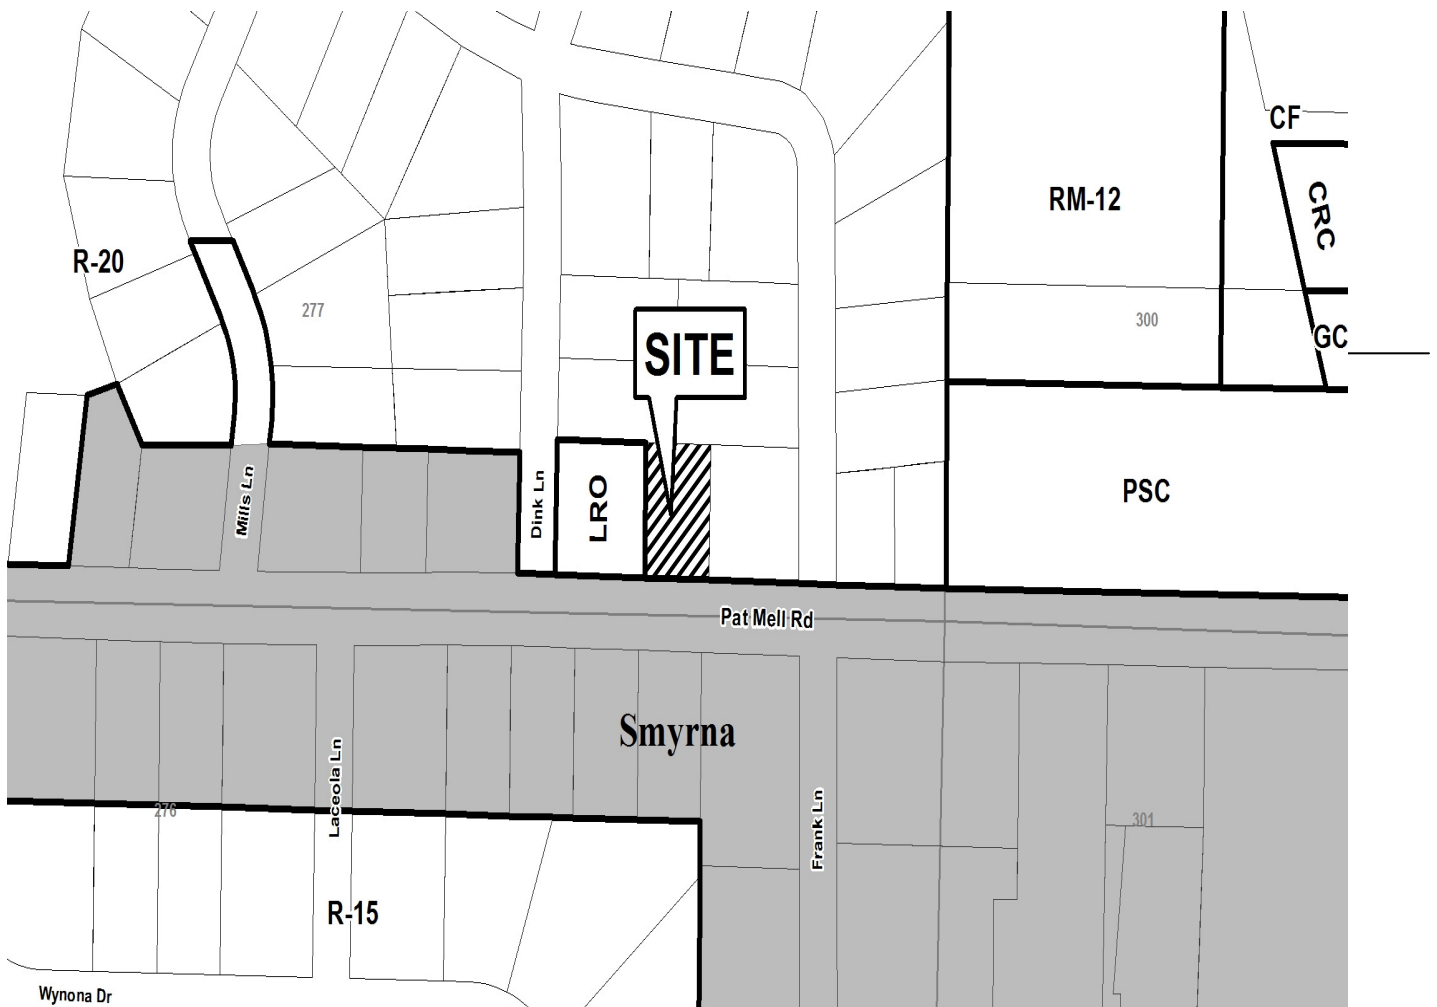 CF
CRC
RM-12
R-20
277
300
GC
SITE
PSC
Mills Ln
Dink Ln
LRO
Pat Mell Rd
Smyrna
Laceola Ln
276
Frank Ln
301
R-15
Wynona Dr